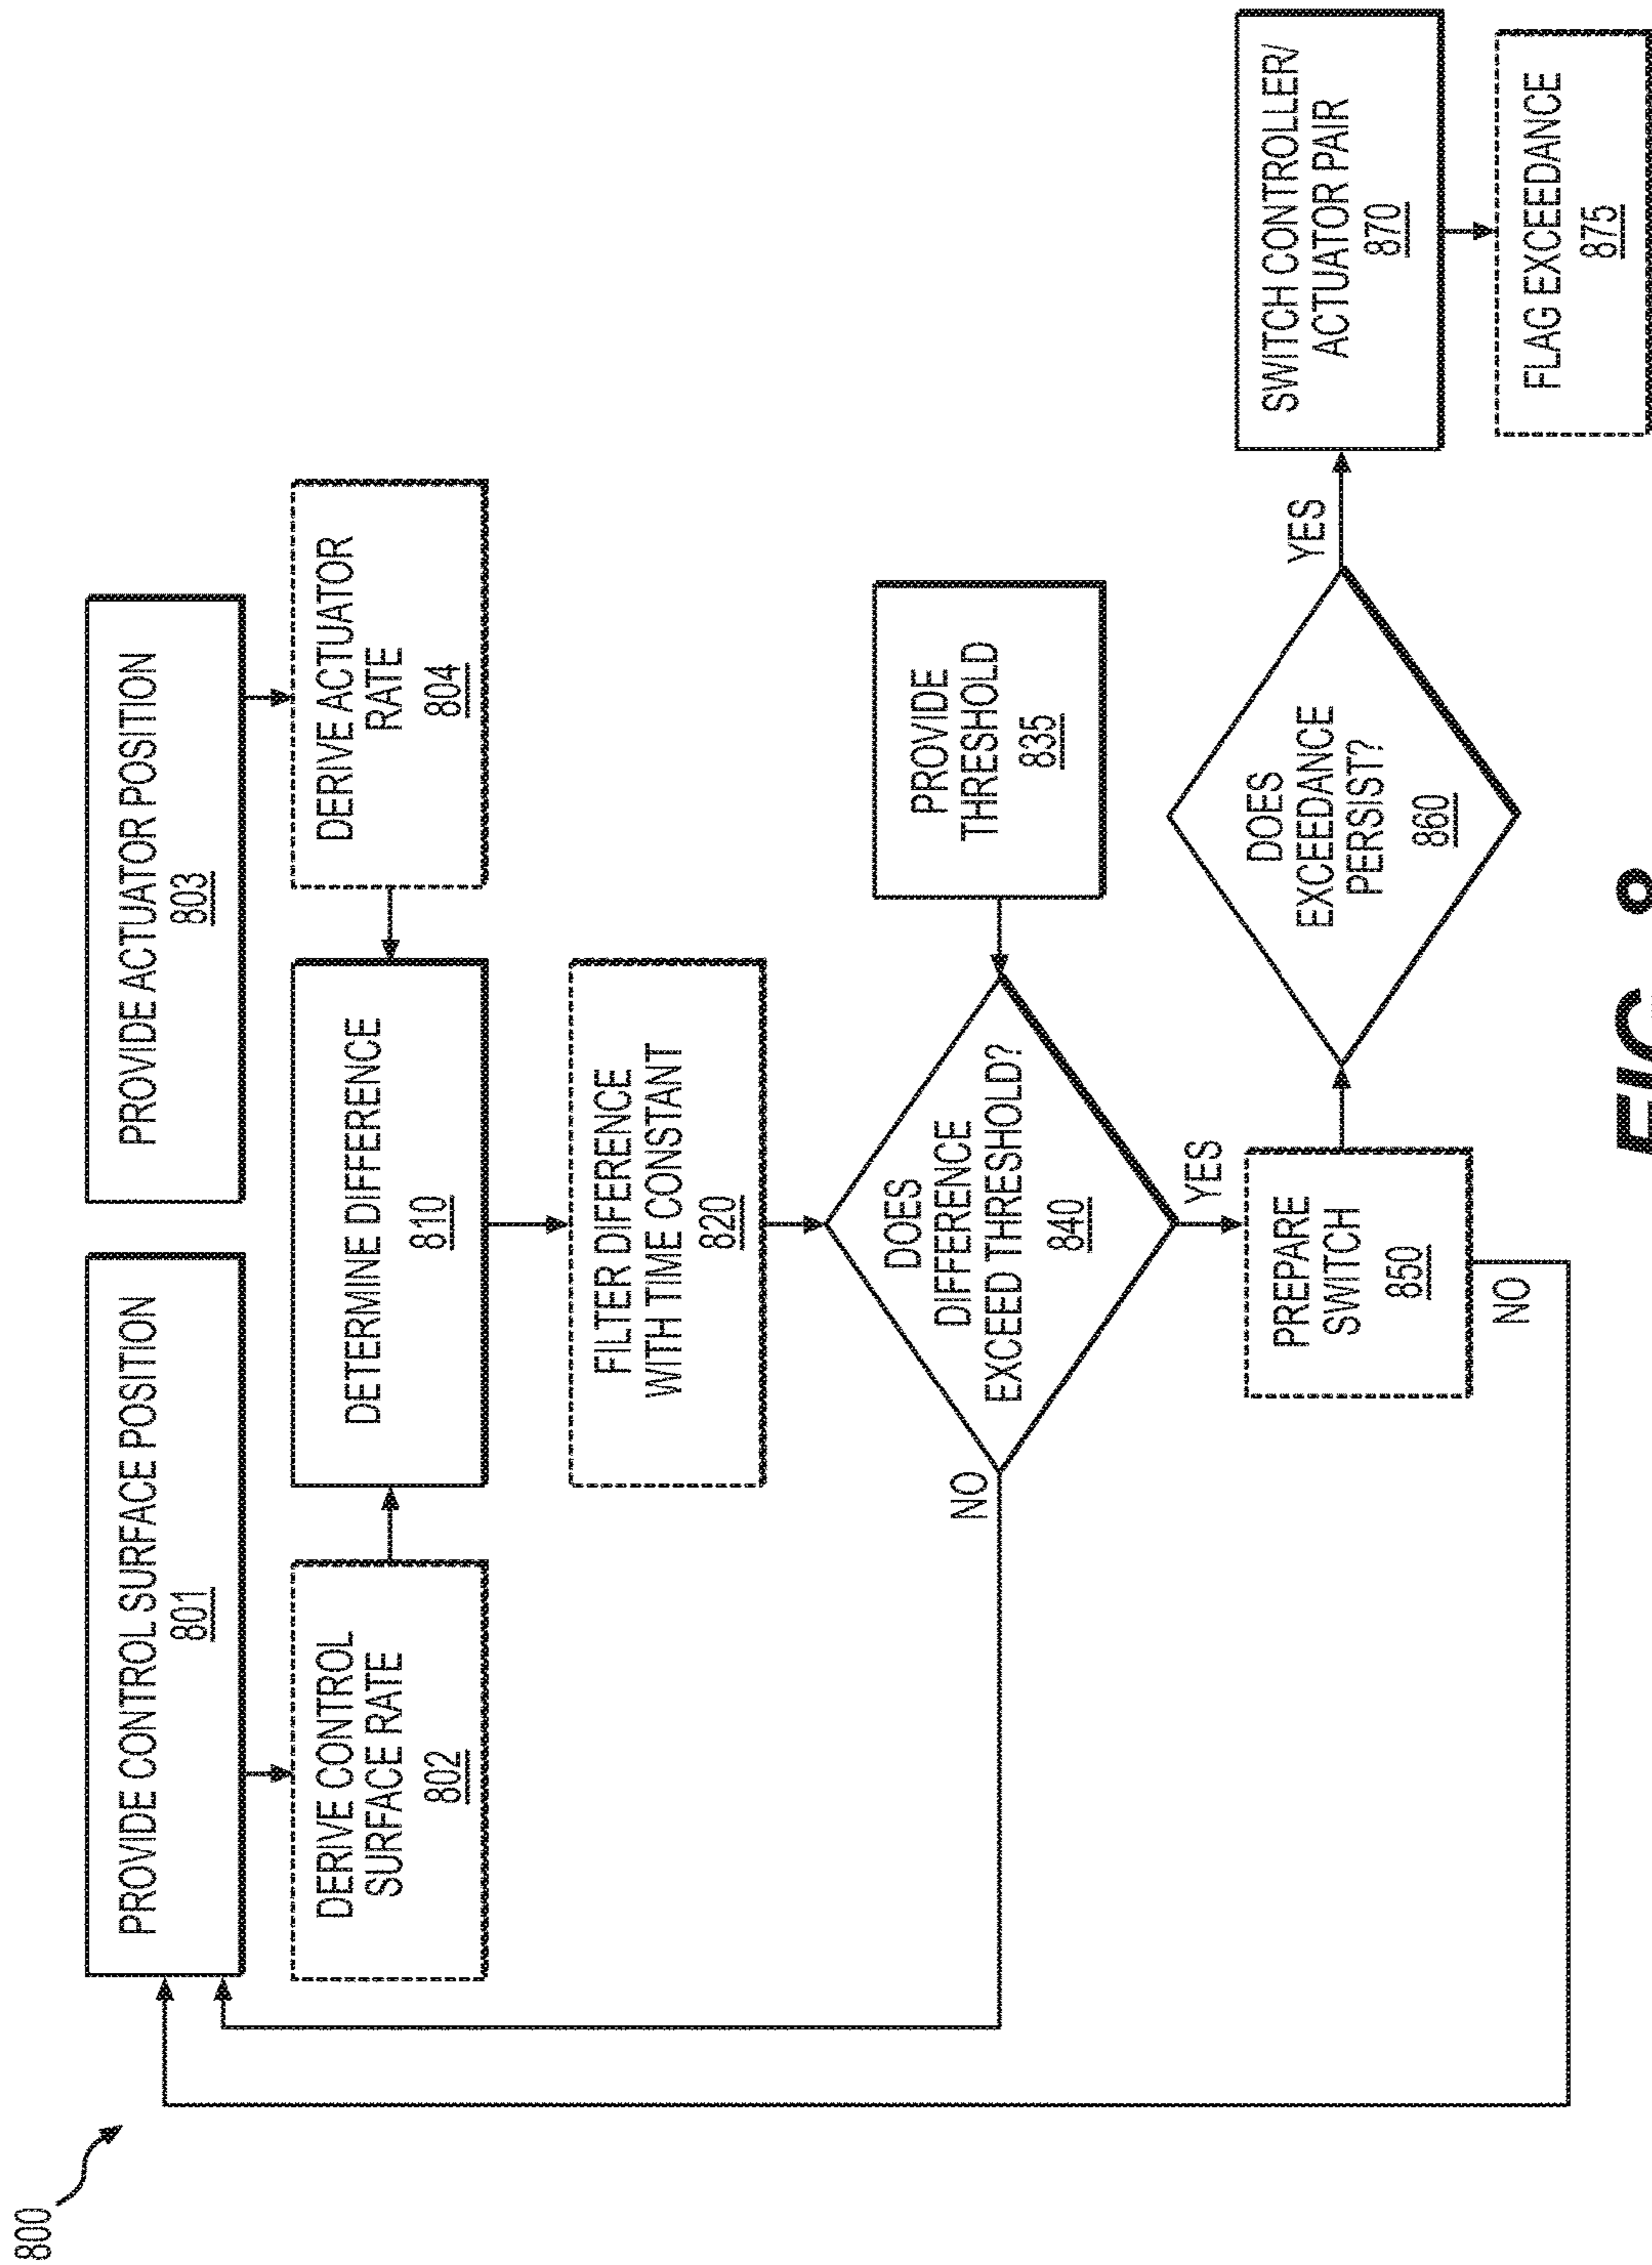 800
PROVIDE CONTROL SURFACE POSITION
801
PROVIDE ACTUATOR POSITION
803
DERIVE CONTROL
SURFACE RATE
802
DETERMINE DIFFERENCE
810
DERIVE ACTUATOR
RATE
804
FILTER DIFERENCE
WITH TIME CONSTANT
820
DOES
DIFFERENCE
EXCEED THRESHOLD?
840
NO
PROVIDE
THRESHOLD
835
YES
PREPARE
SWITCH
850
NO
DOES
EXCEEDANCE
PERSIST?
860
YES
SWITCH CONTROLLER/
ACTUATOR PAIR
870
FLAG EXCEEDANCE
875
FIG. 8